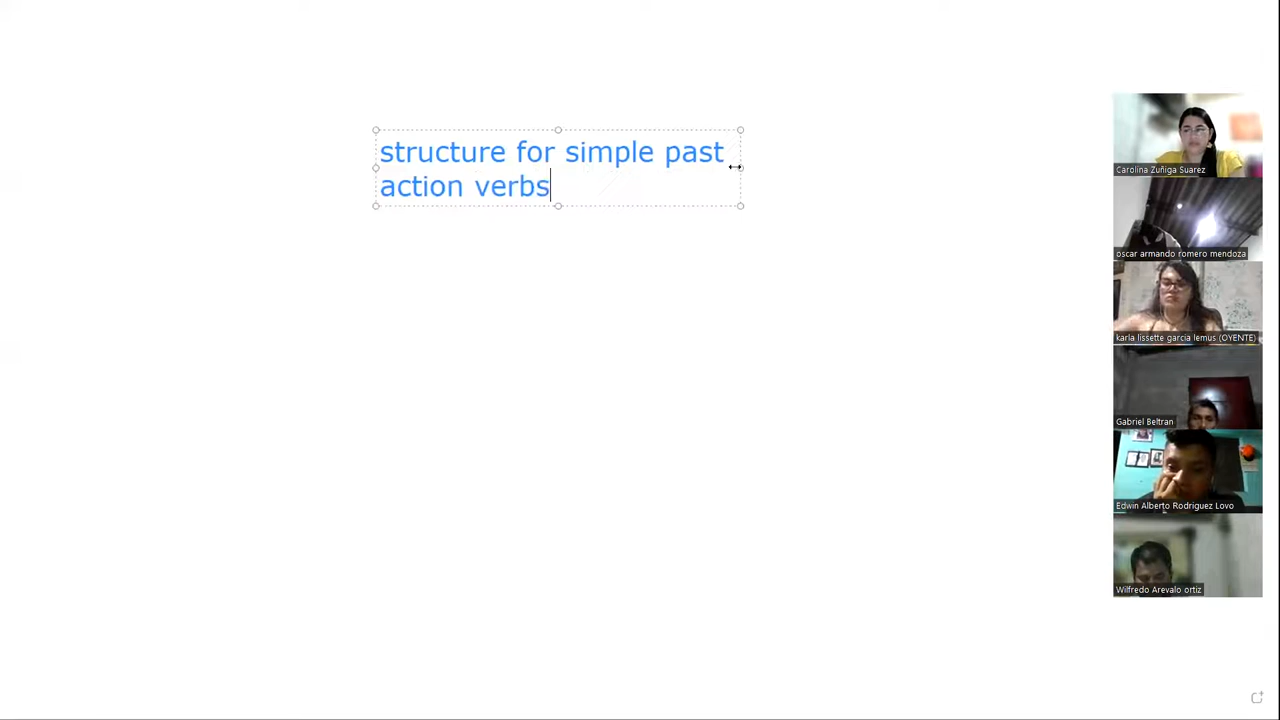 structure for simple past
action verbs
Carolina Zuñiga Suarez
oscar armando romero mendoza
karla lissette garcia lemus (OYENTE)
Gabriel Beltran
Edwin Alberto Rodriguez Lovo
Wilfredo Arevalo ortiz